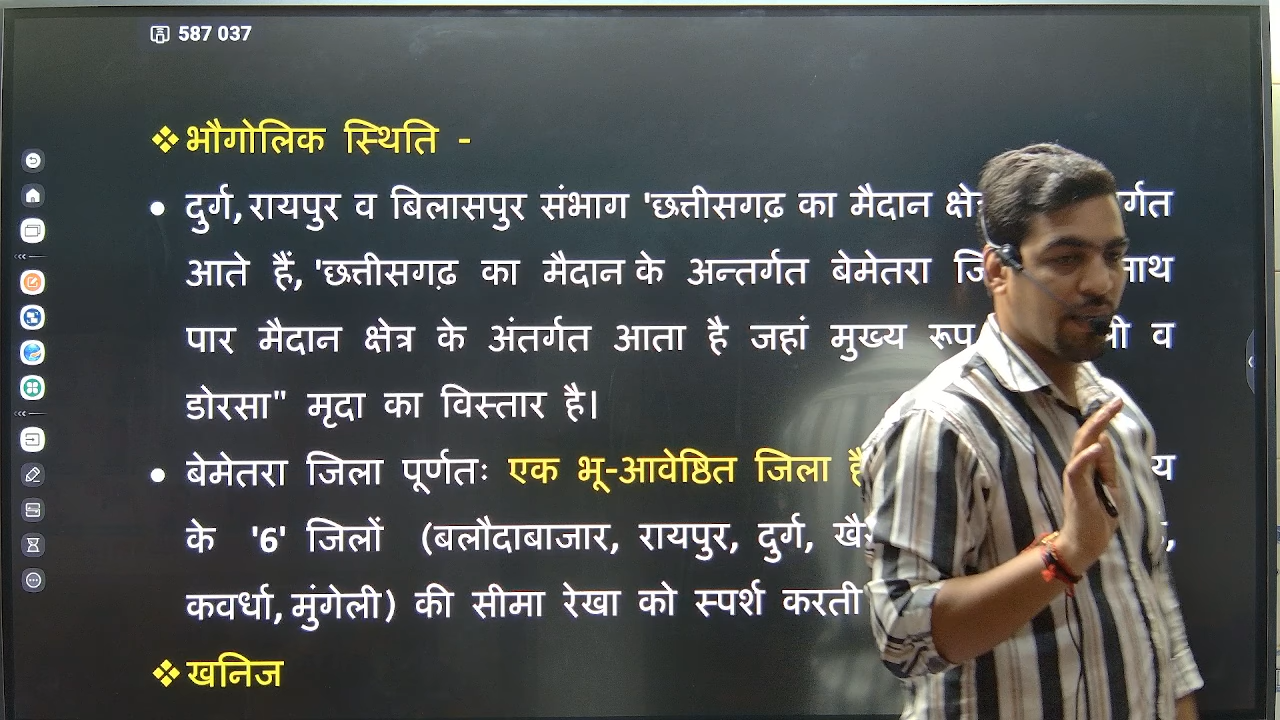 587 037
❖ भौगोलिक स्थिति -
• दुर्ग, रायपुर व बिलासपुर संभाग 'छत्तीसगढ़ का मैदान
आते हैं, 'छत्तीसगढ़ का मैदान के अन्तर्गत बेमेतरा
पार मैदान क्षेत्र के अंतर्गत आता है जहां मुख्य रूप व
डोरसा" मृदा का विस्तार है।
• बेमेतरा जिला पूर्णतः एक भू-आवेष्ठित जिला
के '6' जिलों (बलौदाबाजार, रायपुर, दुर्ग,
कवर्धा, मुंगेली) की सीमा रेखा को स्पर्श करती
❖ खनिज